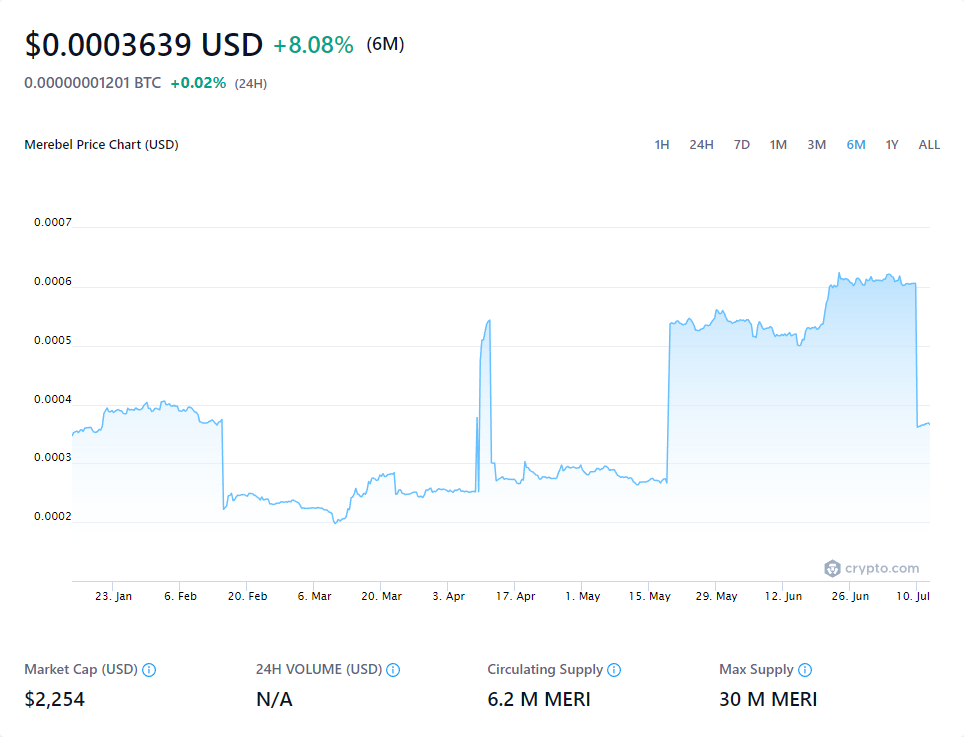 $0.0003639 USD +8.08% (6M)
0.00000001201 BTC +0.02% (24H)
Merebel Price Chart (USD) 1H 24H 7D 1M 3M 6M 1Y ALL
0.0007
0.0006
0.0005
0.0004
0.0003
0.0002
crypto.com
23. Jan 6. Feb 20. Feb 6. Mar 20. Mar 3. Apr 17. Apr 1. May 15. May 29. May 12. Jun 26. Jun 10. Jul
Market Cap (USD) 24H VOLUME (USD) Circulating Supply Max Supply
$2,254 N/A 6.2 M MERI 30 M MERI